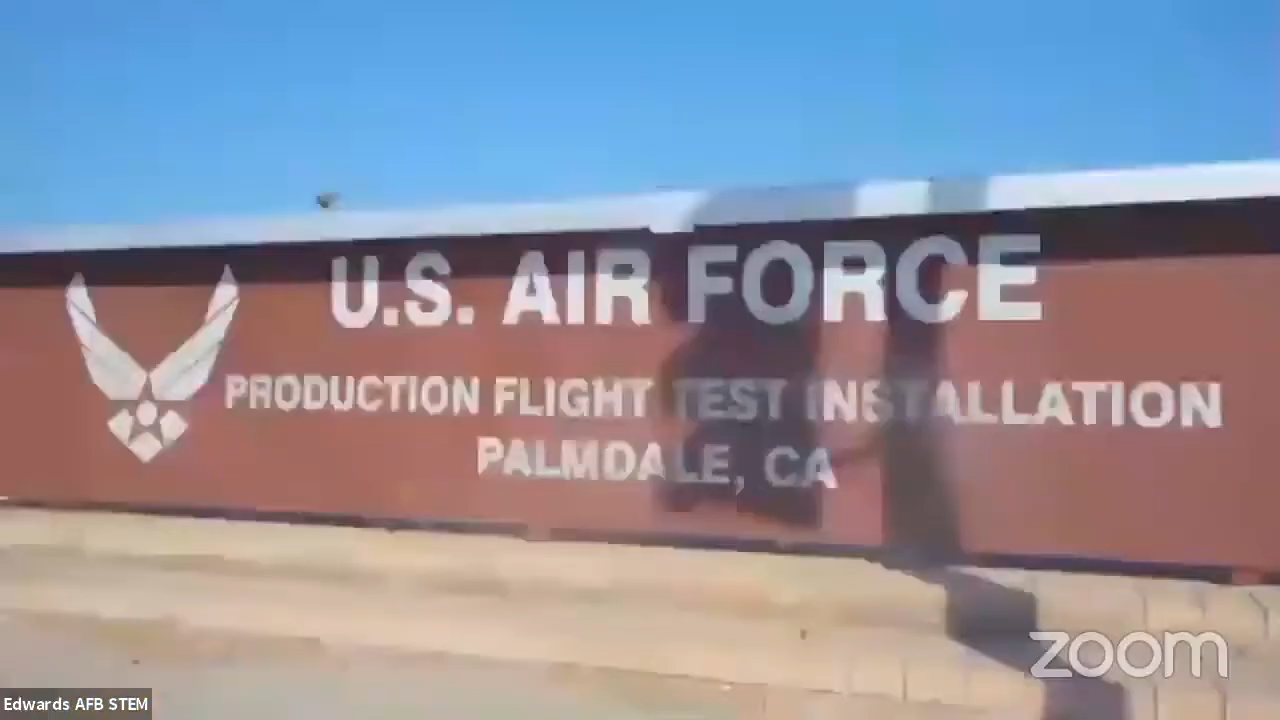 U.S. AIR FORCE
PRODUCTION FLIGHT TEST INSTALLATION
PALMDALE, CA
zoom
Edwards AFB STEM